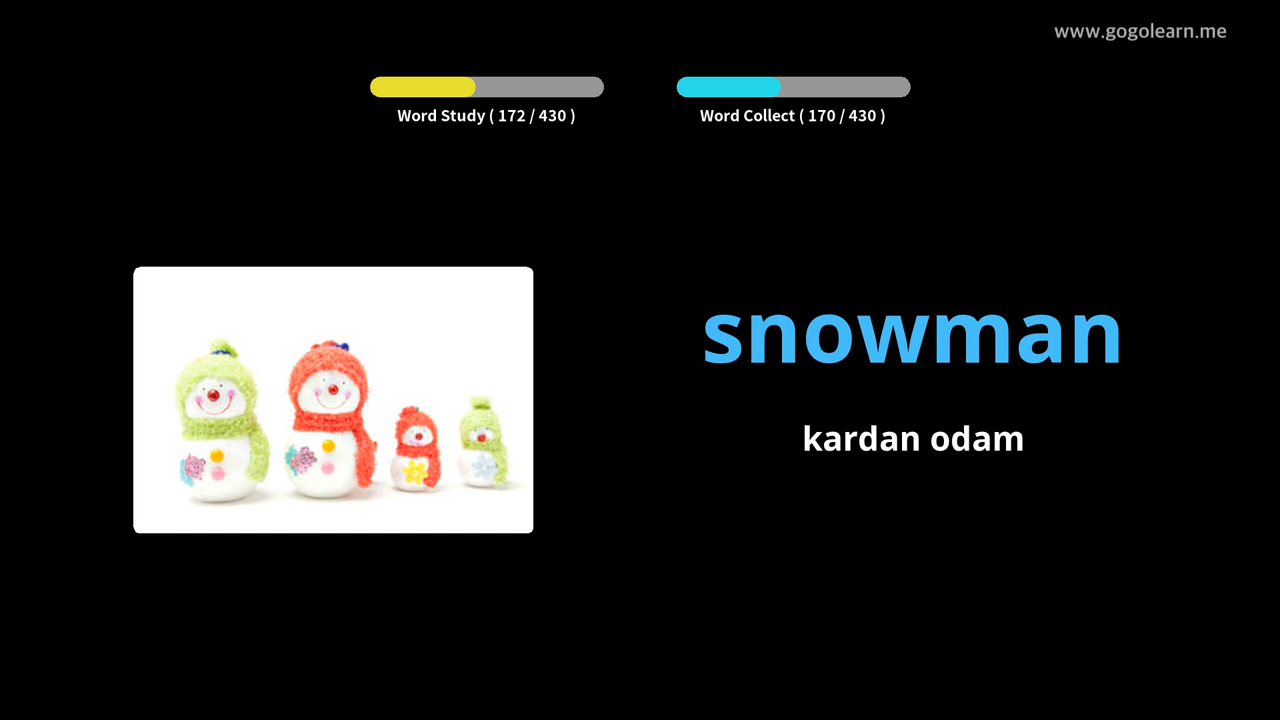 www.gogolearn.me
Word Study ( 172 / 430 )
Word Collect ( 170 / 430 )
snowman
kardan odam